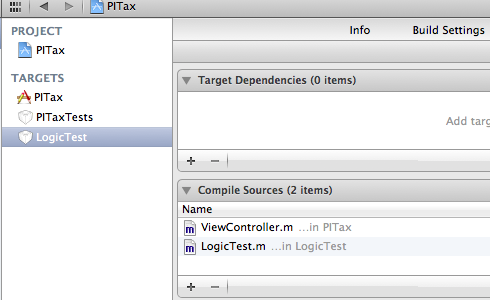 PITax
PROJECT
PITax
TARGETS
PITax
PITaxTests
LogicTest
Info Build Settings
Target Dependencies (0 items)
Add targ
Compile Sources (2 items)
Name
ViewController.m ...in PITax
LogicTest.m ...in LogicTest